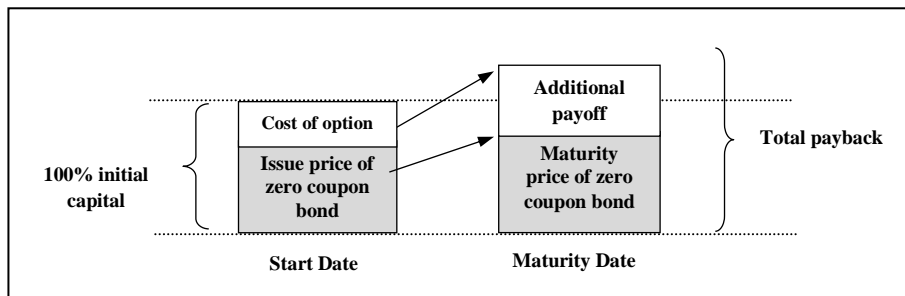 100% initial
capital
Cost of option
Issue price of
zero coupon
bond
Start Date
Additional
payoff
Maturity
price of zero
coupon bond
Maturity Date
Total payback